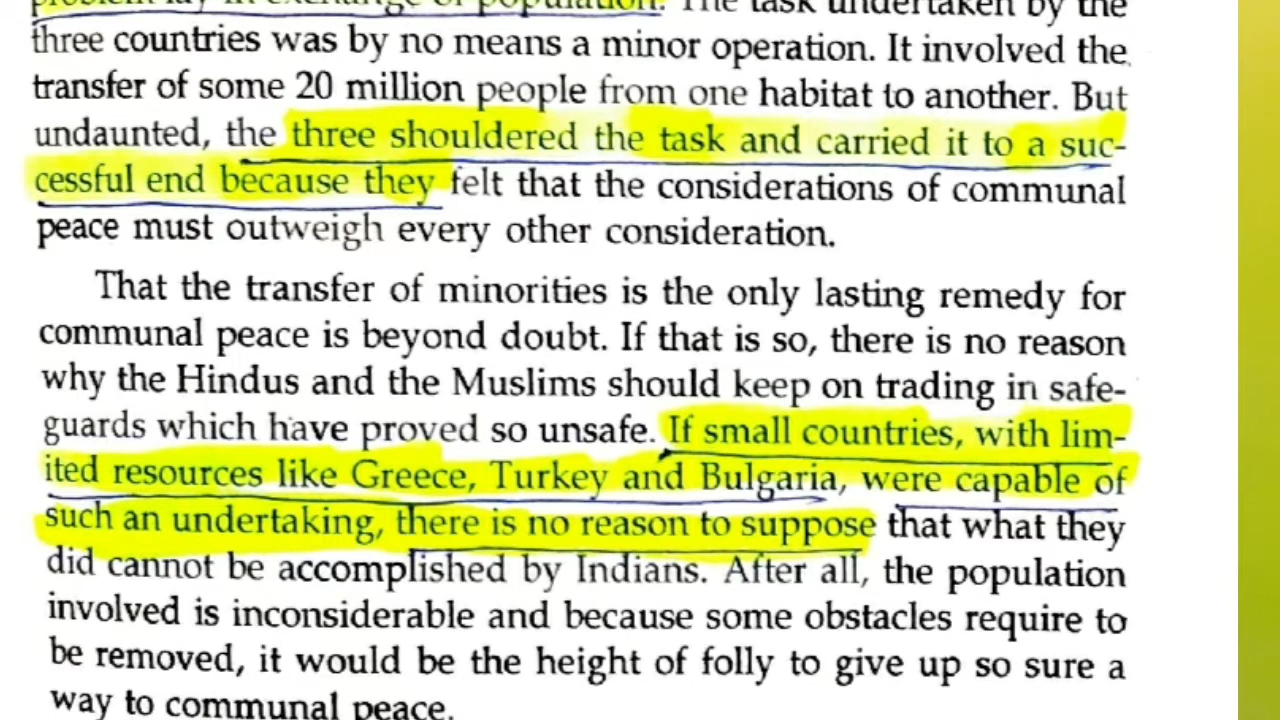 problem lay in exchange of population. The task undertaken by the
three countries was by no means a minor operation. It involved the
transfer of some 20 million people from one habitat to another. But
undaunted, the three shouldered the task and carried it to a suc-
cessful end because they felt that the considerations of communal
peace must outweigh every other consideration.
That the transfer of minorities is the only lasting remedy for
communal peace is beyond doubt. If that is so, there is no reason
why the Hindus and the Muslims should keep on trading in safe-
guards which have proved so unsafe. If small countries, with lim-
ited resources like Greece, Turkey and Bulgaria, were capable of
such an undertaking, there is no reason to suppose that what they
did cannot be accomplished by Indians. After all, the population
involved is inconsiderable and because some obstacles require to
be removed, it would be the height of folly to give up so sure a
way to communal peace.